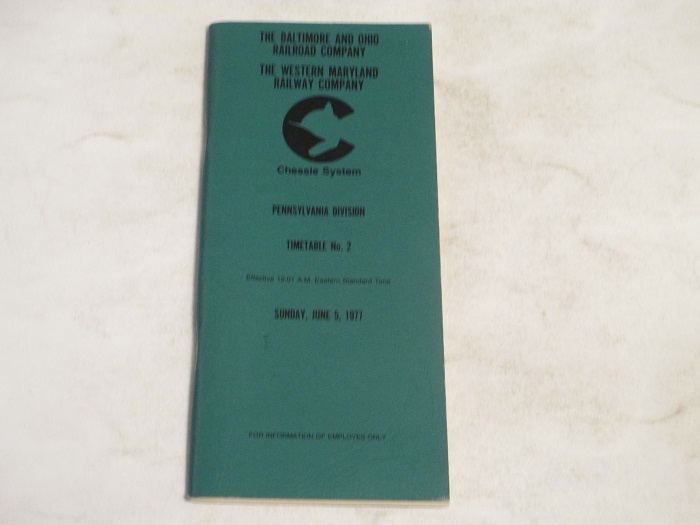 THE BALTIMORE AND OHIO
RAILROAD COMPANY
THE WESTERN MARYLAND
RAILWAY COMPANY
Chessie System
PENNSYLVANIA DIVISION
TIMETABLE No. 2
Effective 12:01 A.M. Eastern Standard Time
SUNDAY, JUNE 5, 1977
FOR INFORMATION OF EMPLOYES ONLY